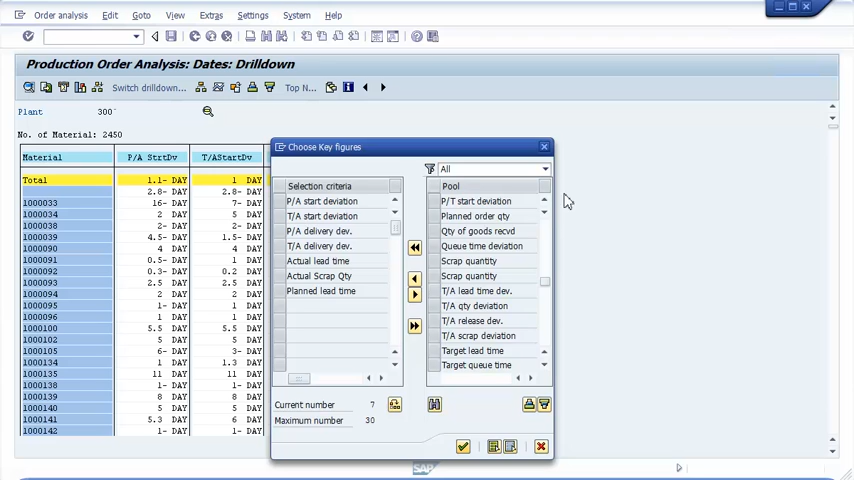 Order analysis Edit Goto View Extras Settings System Help
Production Order Analysis: Dates: Drilldown
Switch drilldown... Top N...
Plant 300
No. of Material: 2450
Material P/A StrtDv T/AStartDv
Total 1.1- DAY 1 DAY
2.8- DAY 2.8- DAY
1000033 16- DAY 7- DAY
1000034 2 DAY 5 DAY
1000038 2- DAY 2- DAY
1000039 4.5- DAY 1.5- DAY
1000090 4 DAY 4 DAY
1000091 0.5- DAY 1 DAY
1000092 0.3- DAY 0.2 DAY
1000093 2.5 DAY 2.5 DAY
1000094 2 DAY 2 DAY
1000095 1- DAY 1 DAY
1000096 1 DAY 1 DAY
1000100 5.5 DAY 5.5 DAY
1000102 5 DAY 5 DAY
1000105 6- DAY 3- DAY
1000134 1 DAY 1.3 DAY
1000135 11 DAY 11 DAY
1000138 1- DAY 1- DAY
1000139 8 DAY 8 DAY
1000140 5 DAY 5 DAY
1000141 5.3 DAY 6 DAY
1000142 1- DAY 1- DAY
Choose Key figures
All
Selection criteria
P/A start deviation
T/A start deviation
P/A delivery dev.
T/A delivery dev.
Actual lead time
Actual Scrap Qty
Planned lead time
Pool
P/T start deviation
Planned order qty
Qty of goods recvd
Queue time deviation
Scrap quantity
Scrap quantity
T/A lead time dev.
T/A qty deviation
T/A release dev.
T/A scrap deviation
Target lead time
Target queue time
Current number 7
Maximum number 30
SAP